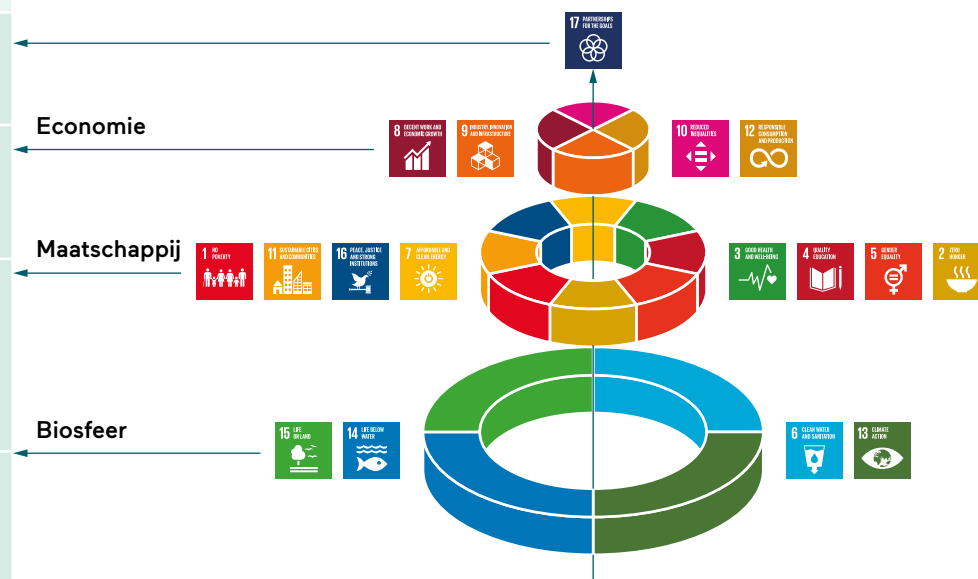 17 PARTNERSHIPS
FOR THE GOALS
Economie
8 DECENT WORK AND
ECONOMIC GROWTH
9 INDUSTRY, INNOVATION
AND INFRASTRUCTURE
10 REDUCED
INEQUALITIES
12 RESPONSIBLE
CONSUMPTION
AND PRODUCTION
Maatschappij
1 NO
POVERTY
11 SUSTAINABLE CITIES
AND COMMUNITIES
16 PEACE, JUSTICE
AND STRONG
INSTITUTIONS
7 AFFORDABLE AND
CLEAN ENERGY
3 GOOD HEALTH
AND WELL-BEING
4 QUALITY
EDUCATION
5 GENDER
EQUALITY
2 ZERO
HUNGER
Biosfeer
15 LIFE
ON LAND
14 LIFE BELOW
WATER
6 CLEAN WATER
AND SANITATION
13 CLIMATE
ACTION